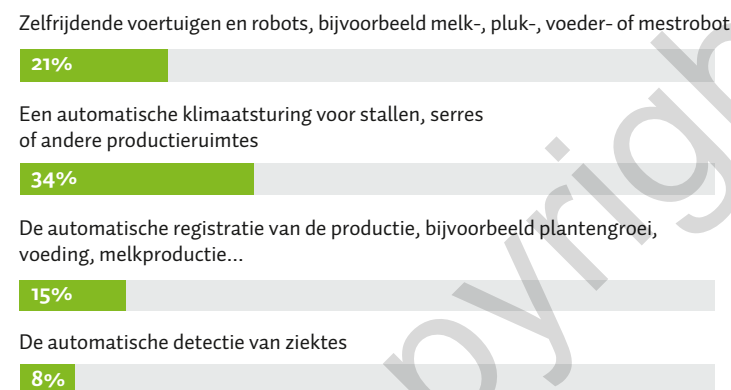 Zelfrijdende voertuigen en robots, bijvoorbeeld melk-, pluk-, voeder- of mestrobot
21%
Een automatische klimaatsturing voor stallen, serres
of andere productieruimtes
34%
De automatische registratie van de productie, bijvoorbeeld plantengroei,
voeding, melkproductie...
15%
De automatische detectie van ziektes
8%